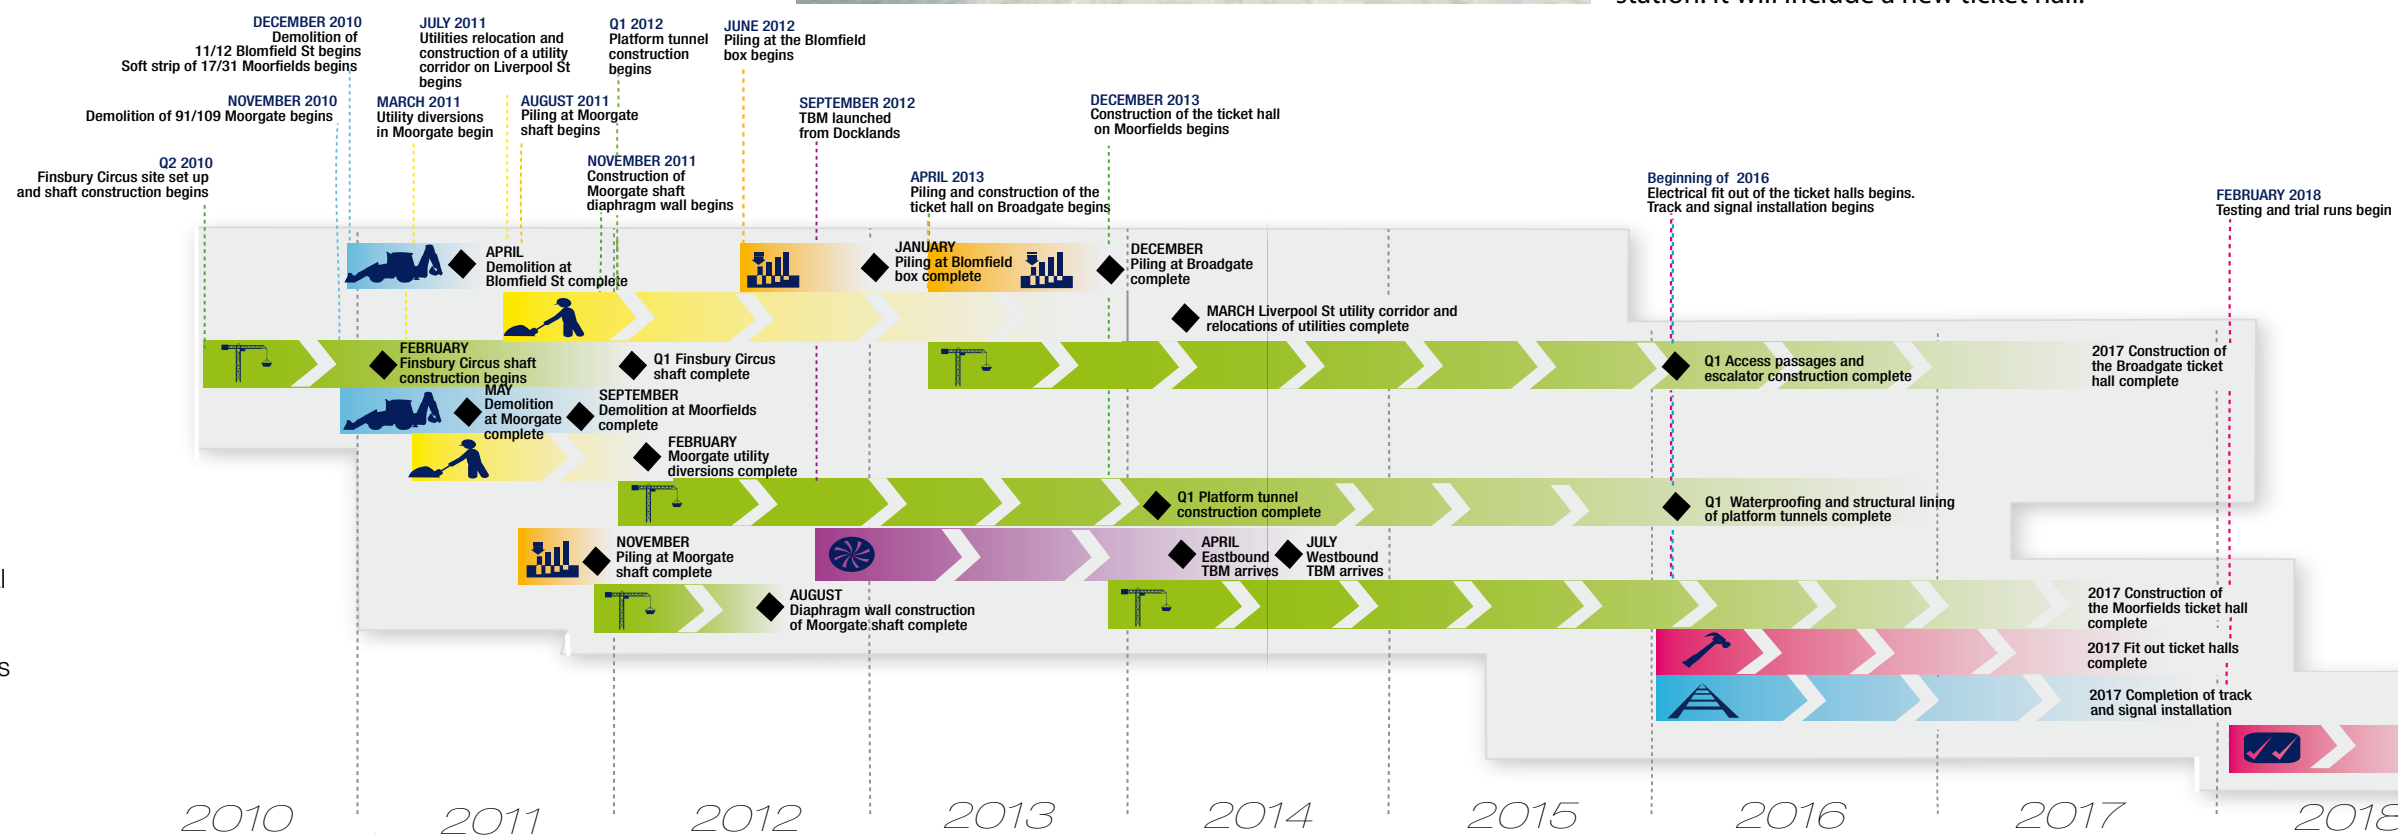 station. It will include a new ticket hall.
DECEMBER 2010
Demolition of
11/12 Blomfield St begins
Soft strip of 17/31 Moorfields begins
JULY 2011
Utilities relocation and
construction of a utility
corridor on Liverpool St
begins
Q1 2012
Platform tunnel
construction
begins
JUNE 2012
Piling at the Blomfield
box begins
NOVEMBER 2010
Demolition of 91/109 Moorgate begins
MARCH 2011
Utility diversions
in Moorgate begin
AUGUST 2011
Piling at Moorgate
shaft begins
SEPTEMBER 2012
TBM launched
from Docklands
DECEMBER 2013
Construction of the ticket hall
on Moorfields begins
Q2 2010
Finsbury Circus site set up
and shaft construction begins
NOVEMBER 2011
Construction of
Moorgate shaft
diaphragm wall begins
APRIL 2013
Piling and construction of the
ticket hall on Broadgate begins
Beginning of 2016
Electrical fit out of the ticket halls begins.
Track and signal installation begins
FEBRUARY 2018
Testing and trial runs begin
APRIL
Demolition at
Blomfield St complete
JANUARY
Piling at Blomfield
box complete
DECEMBER
Piling at Broadgate
complete
MARCH Liverpool St utility corridor and
relocations of utilities complete
FEBRUARY
Finsbury Circus shaft
construction begins
Q1 Finsbury Circus
shaft complete
Q1 Access passages and
escalator construction complete
2017 Construction of
the Broadgate ticket
hall complete
MAY
Demolition
at Moorgate
complete
SEPTEMBER
Demolition at Moorfields
complete
FEBRUARY
Moorgate utility
diversions complete
Q1 Platform tunnel
construction complete
Q1 Waterproofing and structural lining
of platform tunnels complete
NOVEMBER
Piling at Moorgate
shaft complete
APRIL
Eastbound
TBM arrives
JULY
Westbound
TBM arrives
AUGUST
Diaphragm wall construction
of Moorgate shaft complete
2017 Construction of
the Moorfields ticket hall
complete
2017 Fit out ticket halls
complete
2017 Completion of track
and signal installation
l
s
2010 2011 2012 2013 2014 2015 2016 2017 2018